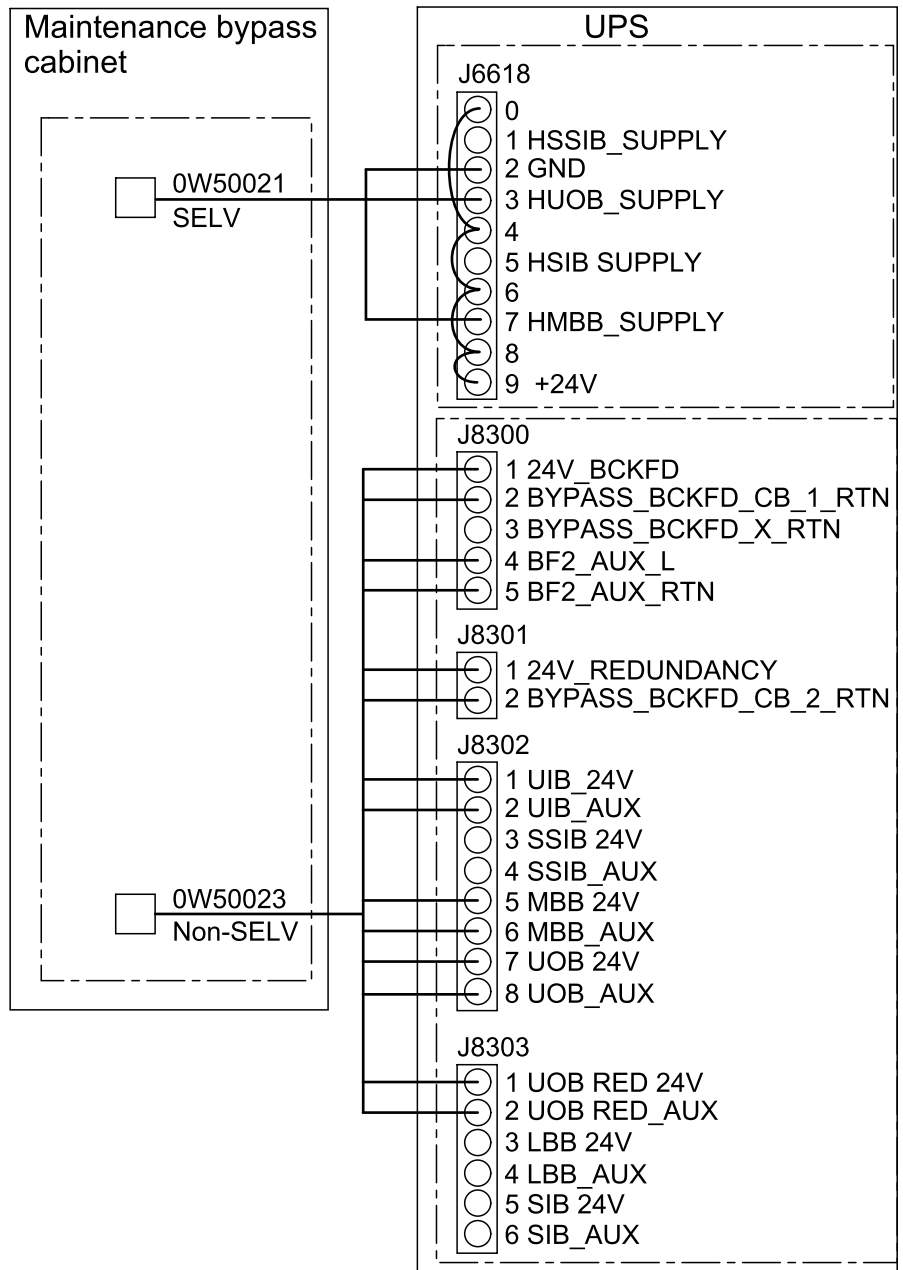 Maintenance bypass
cabinet
0W50021
SELV
0W50023
Non-SELV
UPS
J6618
0
1 HSSIB_SUPPLY
2 GND
3 HUOB_SUPPLY
4
5 HSIB SUPPLY
6
7 HMBB_SUPPLY
8
9 +24V
J8300
1 24V_BCKFD
2 BYPASS_BCKFD_CB_1_RTN
3 BYPASS_BCKFD_X_RTN
4 BF2_AUX_L
5 BF2_AUX_RTN
J8301
1 24V_REDUNDANCY
2 BYPASS_BCKFD_CB_2_RTN
J8302
1 UIB_24V
2 UIB_AUX
3 SSIB 24V
4 SSIB_AUX
5 MBB 24V
6 MBB_AUX
7 UOB 24V
8 UOB_AUX
J8303
1 UOB RED 24V
2 UOB RED_AUX
3 LBB 24V
4 LBB_AUX
5 SIB 24V
6 SIB_AUX